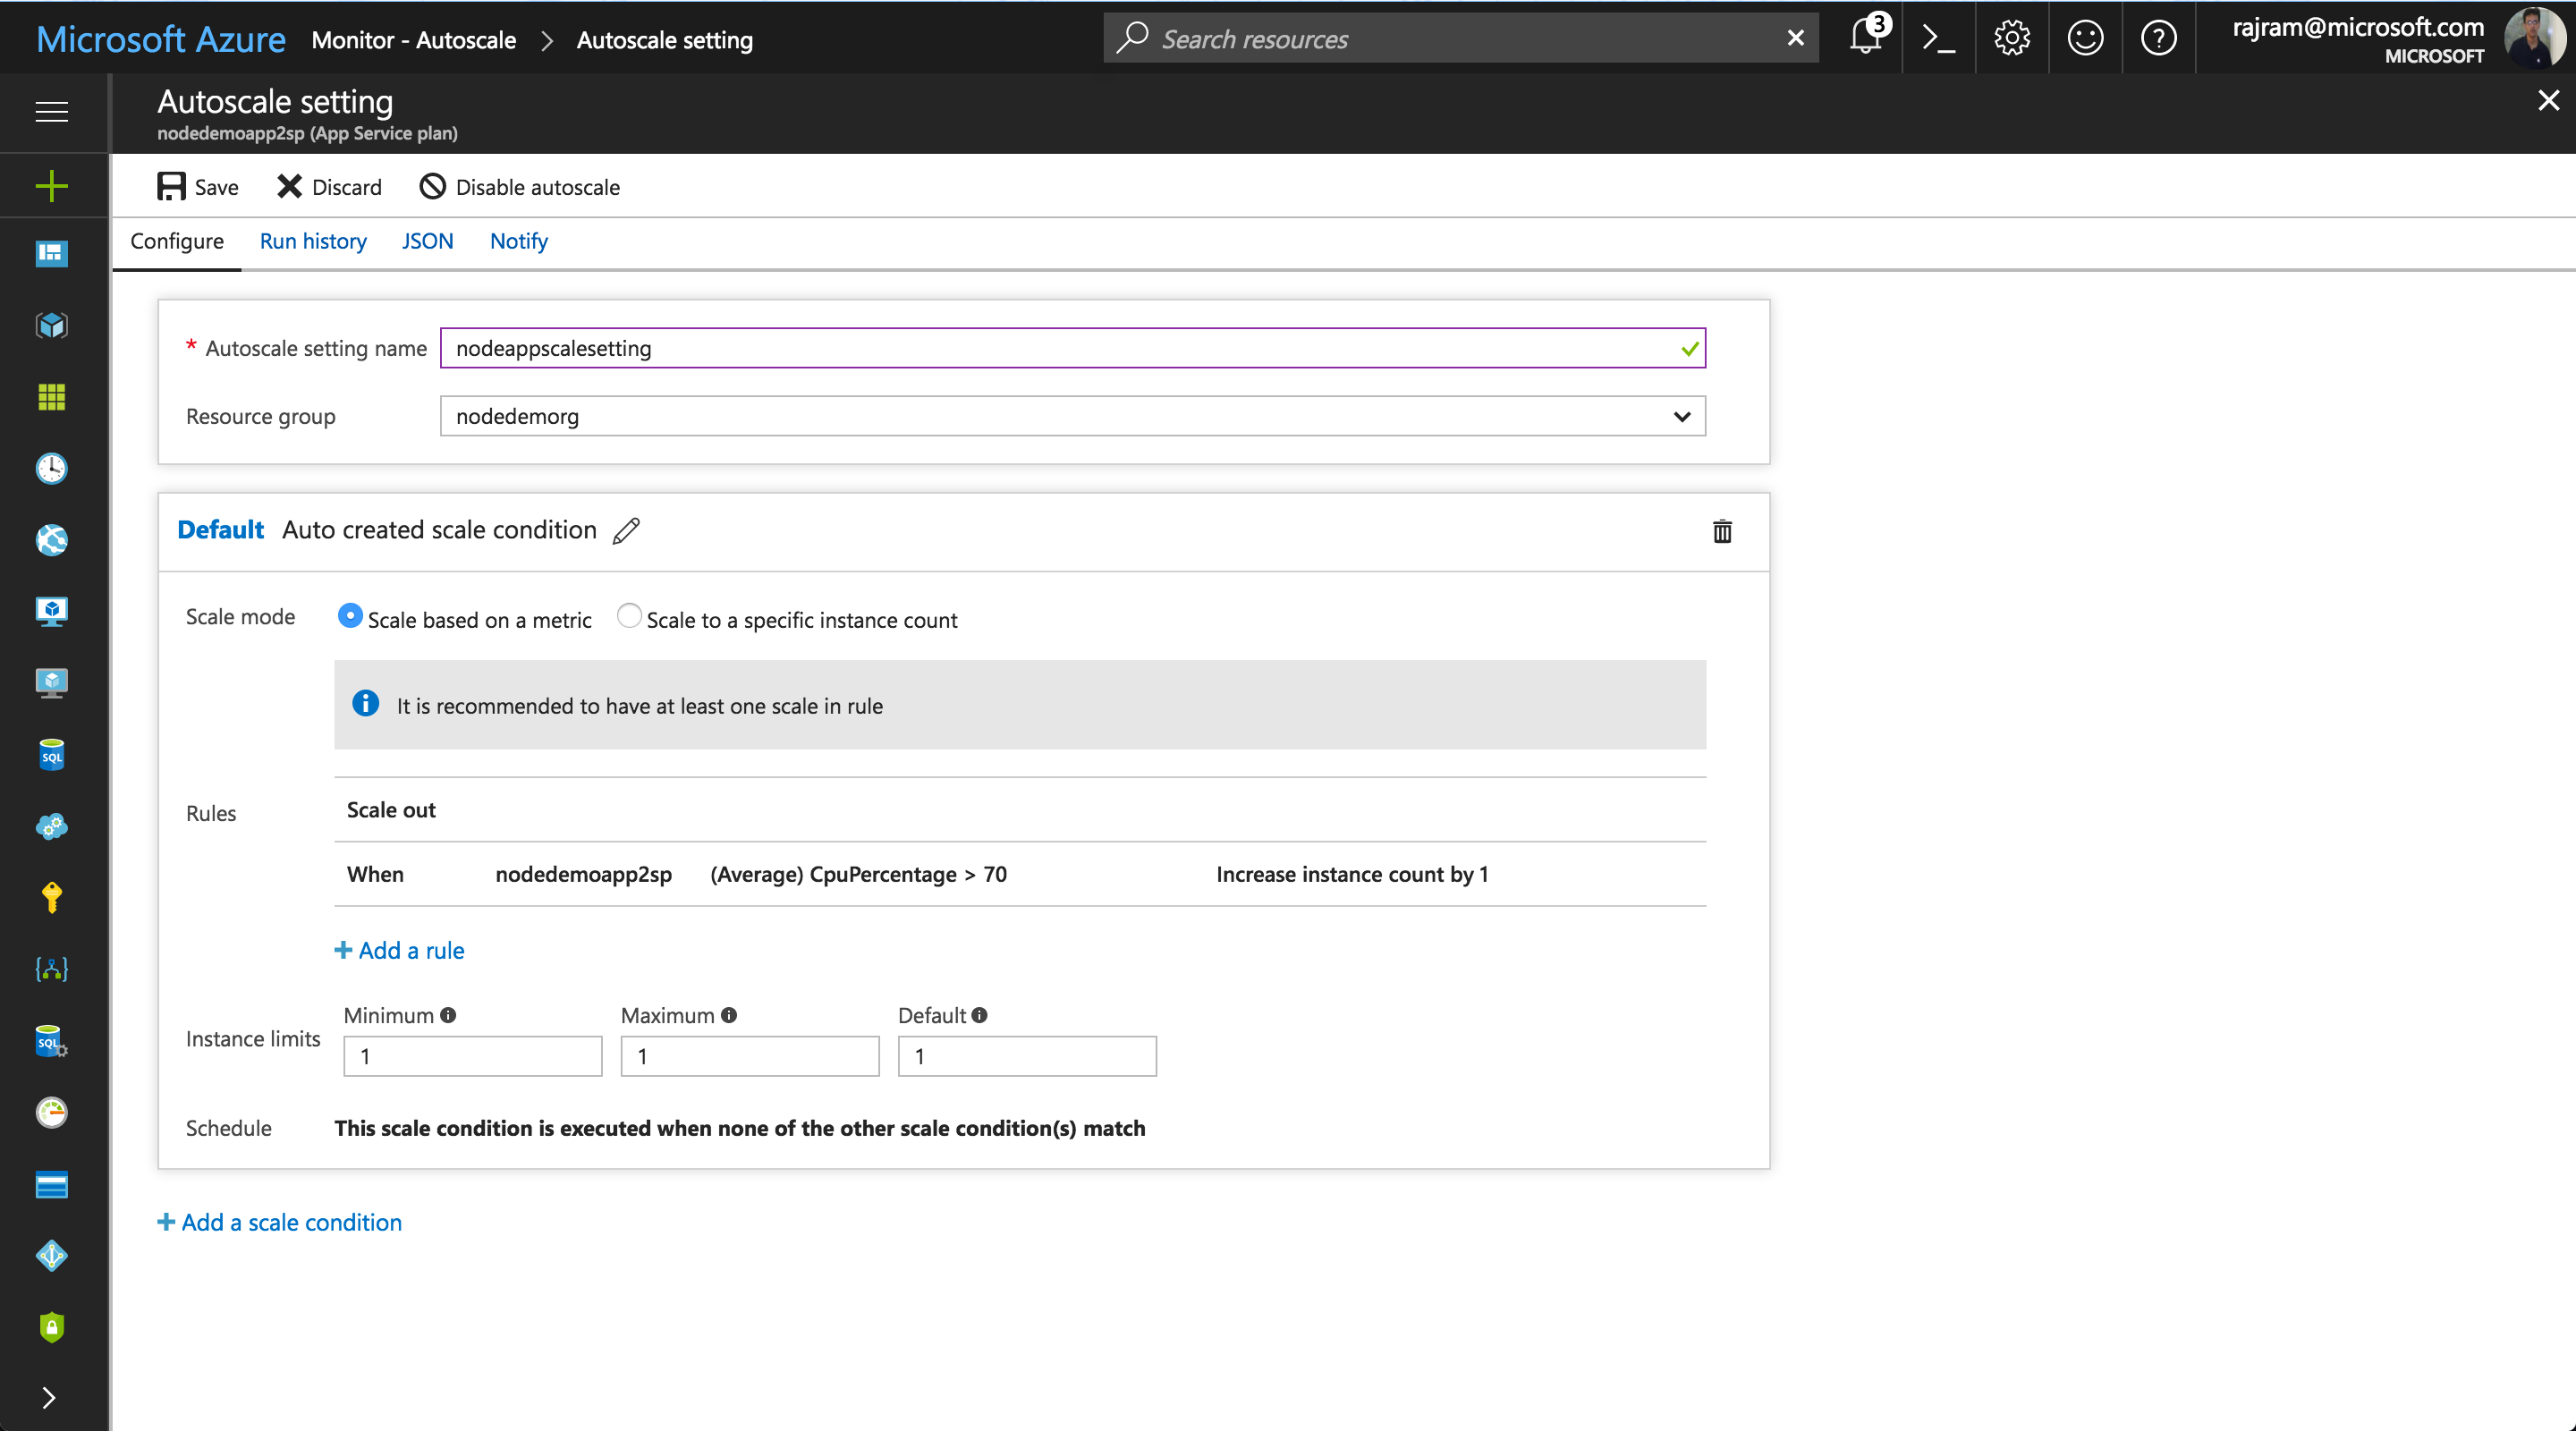 Microsoft Azure Monitor - Autoscale > Autoscale setting Search resources 3 rajram@microsoft.com
MICROSOFT
Autoscale setting
nodedemoapp2sp (App Service plan)
Save Discard Disable autoscale
Configure Run history JSON Notify
* Autoscale setting name nodeappscalesetting
Resource group nodedemorg
Default Auto created scale condition
Scale mode Scale based on a metric Scale to a specific instance count
It is recommended to have at least one scale in rule
Rules Scale out
When nodedemoapp2sp (Average) CpuPercentage > 70 Increase instance count by 1
+ Add a rule
Minimum Maximum Default
Instance limits 1 1 1
Schedule This scale condition is executed when none of the other scale condition(s) match
+ Add a scale condition
SQL
SQL